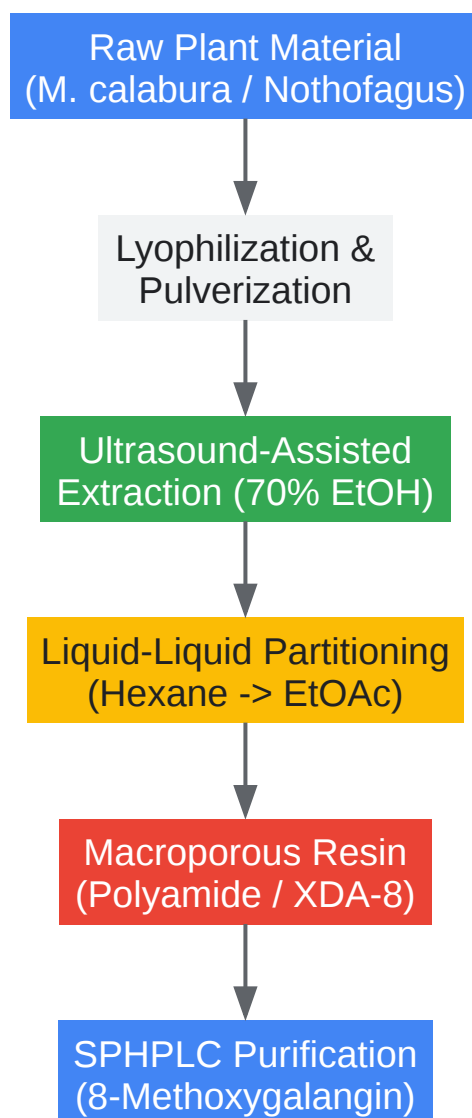 Raw Plant Material
(M. calabura / Nothofagus)
Lyophilization &
Pulverization
Ultrasound-Assisted
Extraction (70% EtOH)
Liquid-Liquid Partitioning
(Hexane -> EtOAc)
Macroporous Resin
(Polyamide / XDA-8)
SPHPLC Purification
(8-Methoxygalangin)